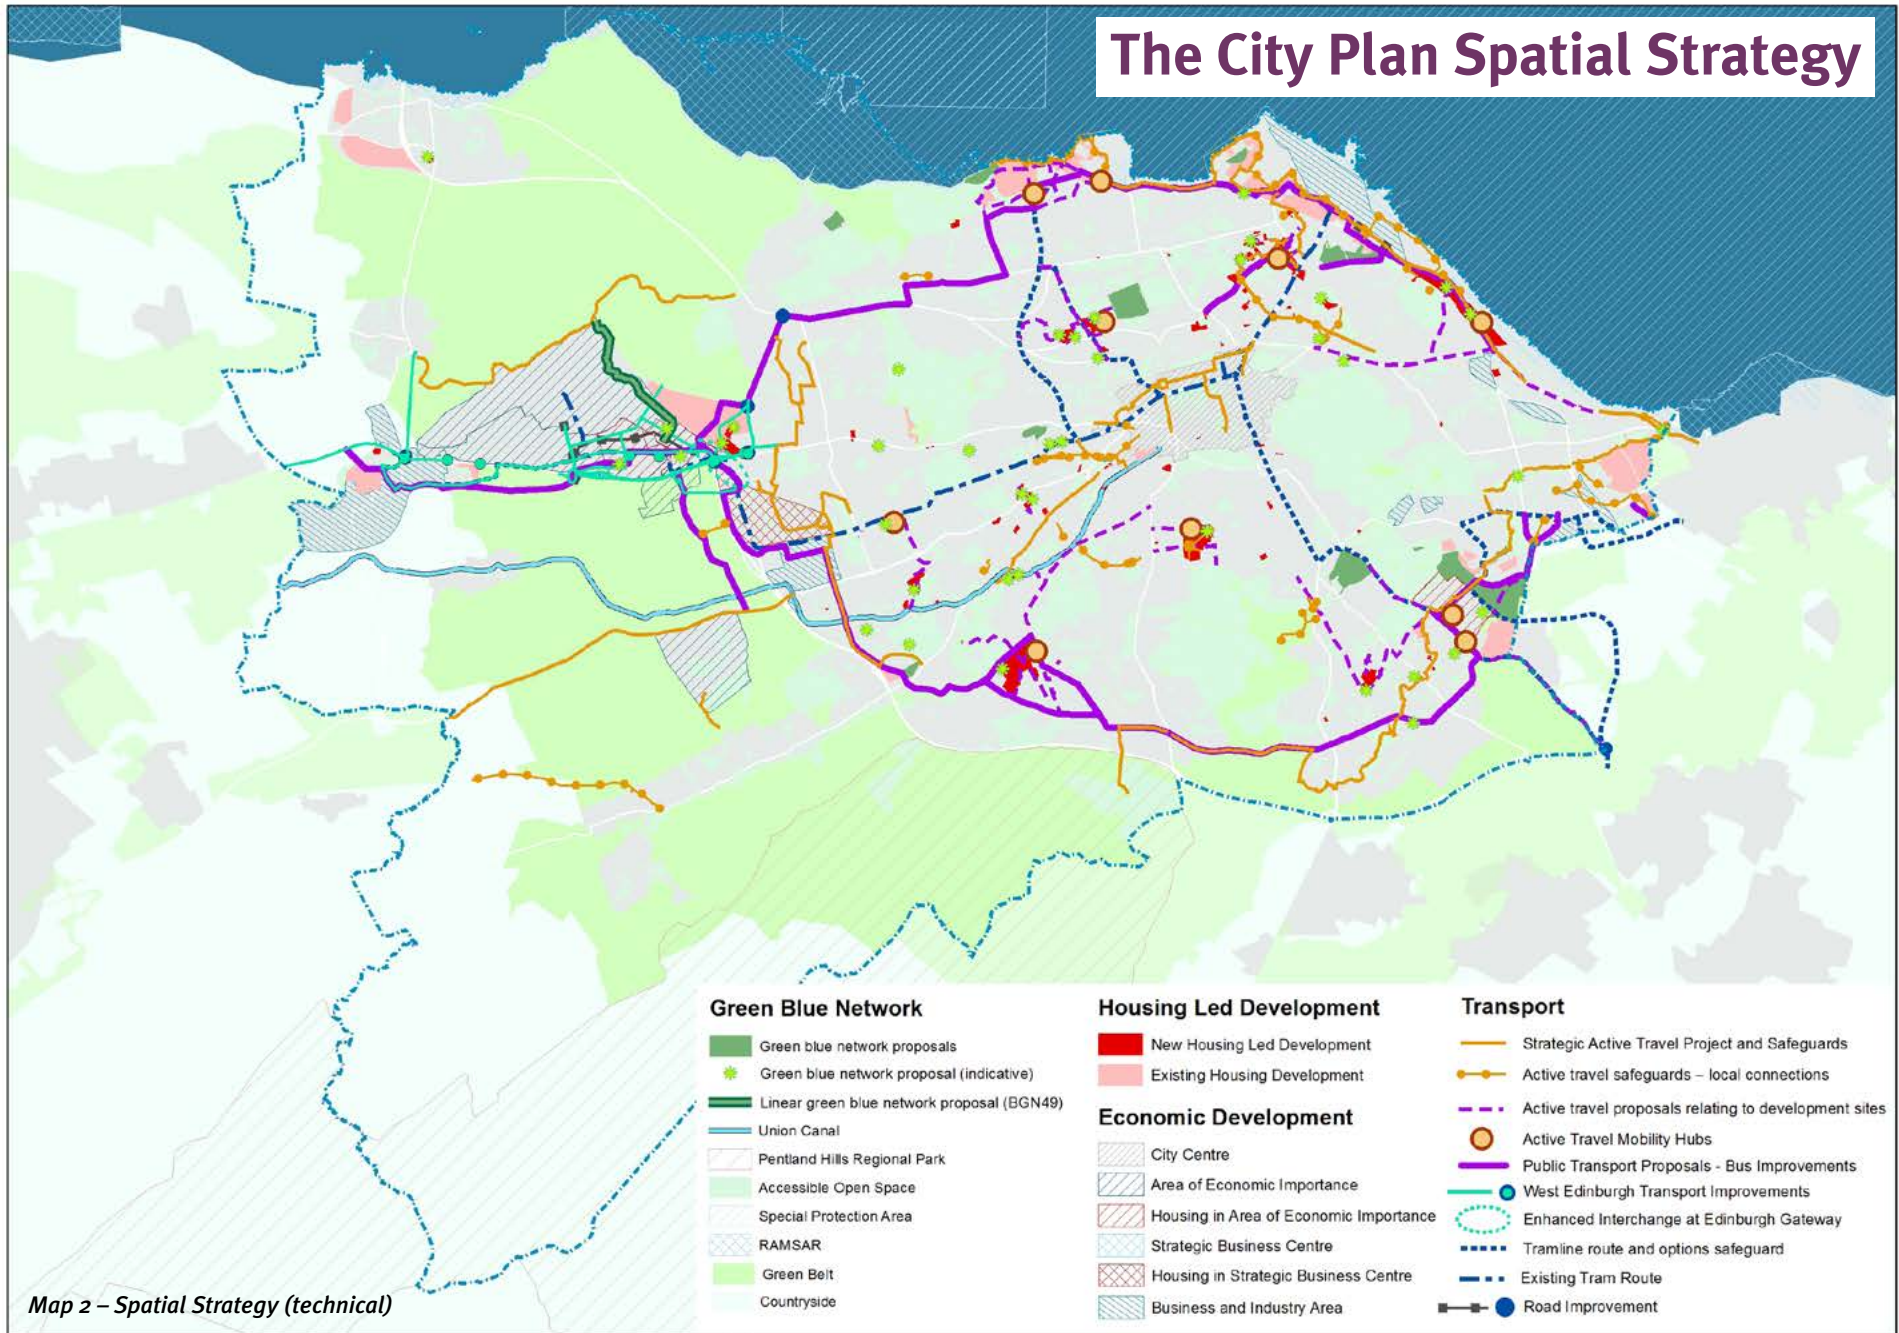 The City Plan Spatial Strategy
Green Blue Network
Green blue network proposals
Green blue network proposal (indicative)
Linear green blue network proposal (BGN49)
Union Canal
Pentland Hills Regional Park
Accessible Open Space
Special Protection Area
RAMSAR
Green Belt
Countryside
Housing Led Development
New Housing Led Development
Existing Housing Development
Economic Development
City Centre
Area of Economic Importance
Housing in Area of Economic Importance
Strategic Business Centre
Housing in Strategic Business Centre
Business and Industry Area
Transport
Strategic Active Travel Project and Safeguards
Active travel safeguards – local connections
Active travel proposals relating to development sites
Active Travel Mobility Hubs
Public Transport Proposals - Bus Improvements
West Edinburgh Transport Improvements
Enhanced Interchange at Edinburgh Gateway
Tramline route and options safeguard
Existing Tram Route
Road Improvement
Map 2 – Spatial Strategy (technical)